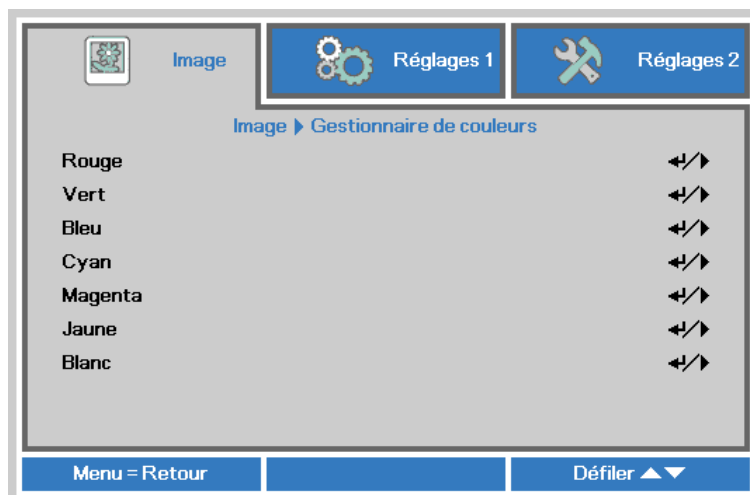 Image
Réglages 1
Réglages 2
Image ▶ Gestionnaire de couleurs
Rouge ↵/▶
Vert ↵/▶
Bleu ↵/▶
Cyan ↵/▶
Magenta ↵/▶
Jaune ↵/▶
Blanc ↵/▶
Menu = Retour
Défiler ▲▼